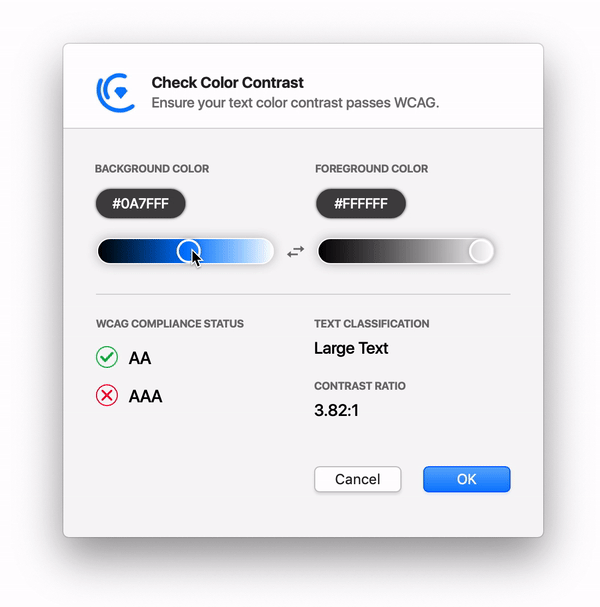 Check Color Contrast
Ensure your text color contrast passes WCAG.
BACKGROUND COLOR
#0A7FFF
FOREGROUND COLOR
#FFFFFF
WCAG COMPLIANCE STATUS
AA
AAA
TEXT CLASSIFICATION
Large Text
CONTRAST RATIO
3.82:1
Cancel
OK